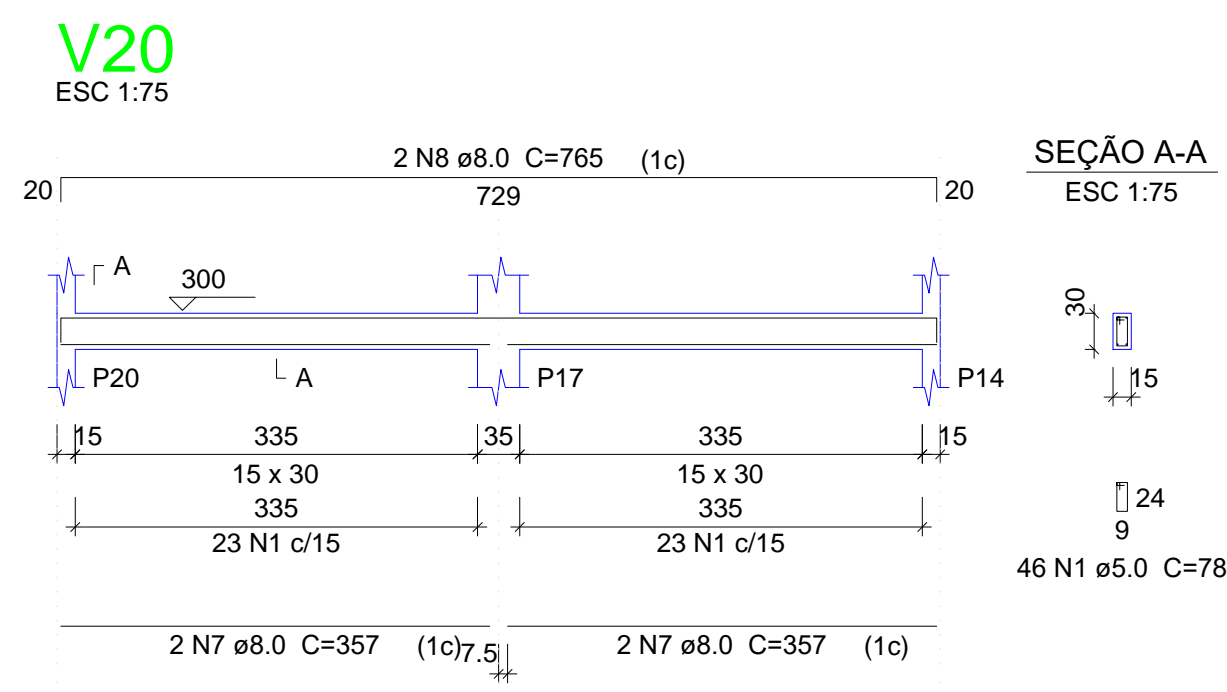 V20
ESC 1:75
2 N8 ø8.0 C=765 (1c)
20
729
20
SEÇÃO A-A
ESC 1:75
A
300
A
P20
P17
P14
30
15
15
335
35
335
15
15 x 30
15 x 30
335
335
23 N1 c/15
23 N1 c/15
24
9
46 N1 ø5.0 C=78
2 N7 ø8.0 C=357 (1c)
7.5
2 N7 ø8.0 C=357 (1c)